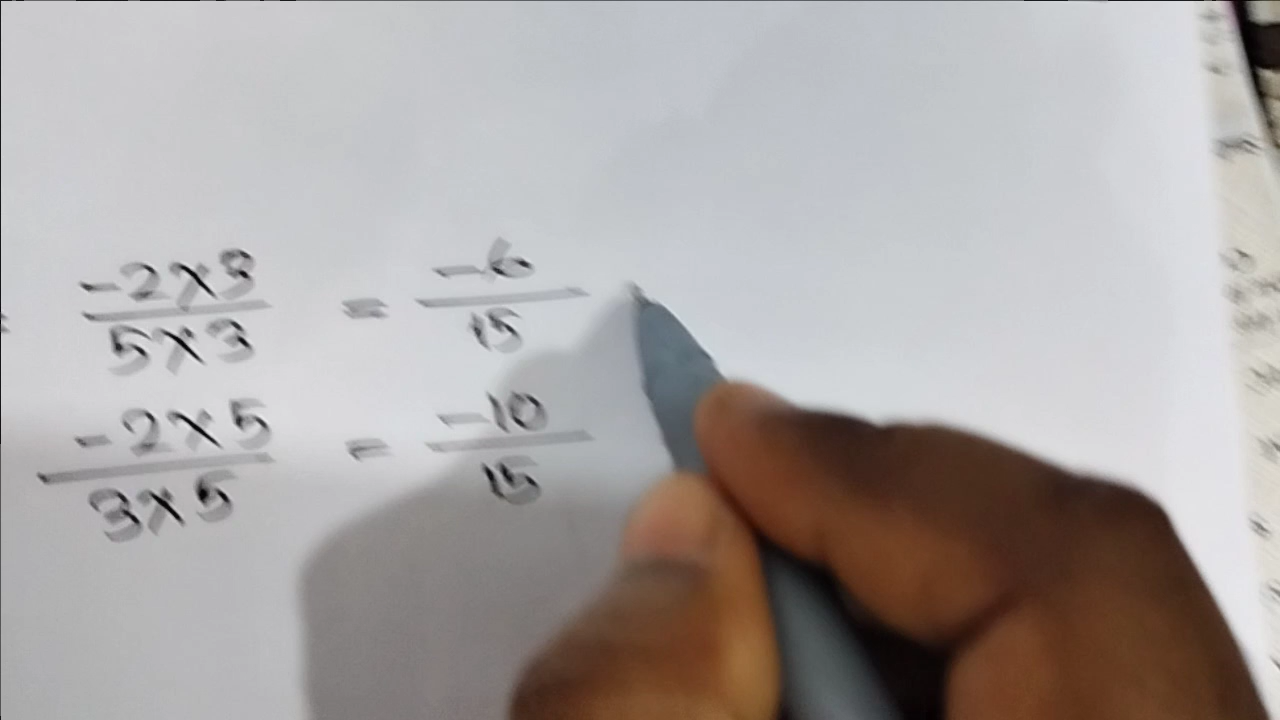 = -2×3/5×3 = -6/15
-2×5/3×5 = -10/15